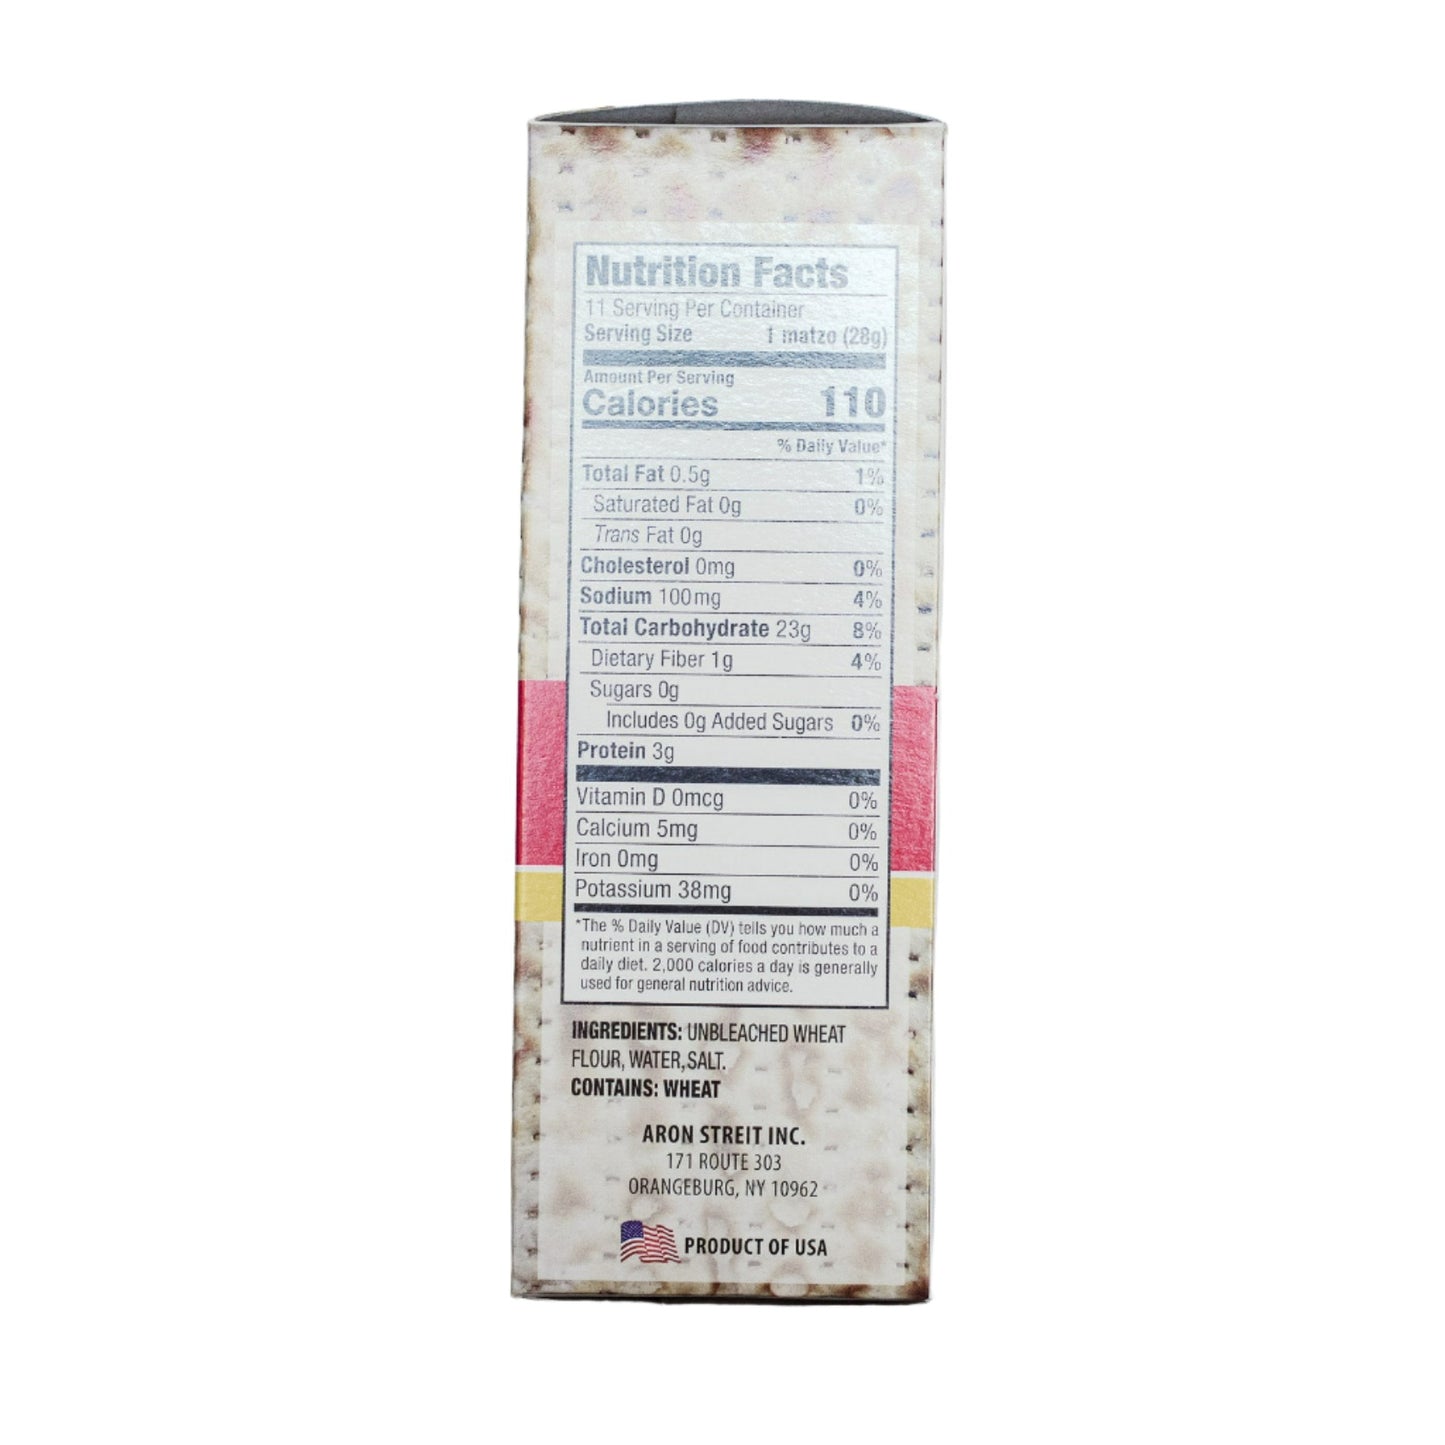 Nutrition Facts
11 Serving Per Container
Serving Size 1 matzo (28g)
Amount Per Serving
Calories 110
% Daily Value*
Total Fat 0.5g 1%
Saturated Fat 0g 0%
Trans Fat 0g
Cholesterol 0mg 0%
Sodium 100mg 4%
Total Carbohydrate 23g 8%
Dietary Fiber 1g 4%
Sugars 0g
Includes 0g Added Sugars 0%
Protein 3g
Vitamin D 0mcg 0%
Calcium 5mg 0%
Iron 0mg 0%
Potassium 38mg 0%
*The % Daily Value (DV) tells you how much a
nutrient in a serving of food contributes to a
daily diet. 2,000 calories a day is generally
used for general nutrition advice.
INGREDIENTS: UNBLEACHED WHEAT
FLOUR, WATER,SALT.
CONTAINS: WHEAT
ARON STREIT INC.
171 ROUTE 303
ORANGEBURG, NY 10962
PRODUCT OF USA